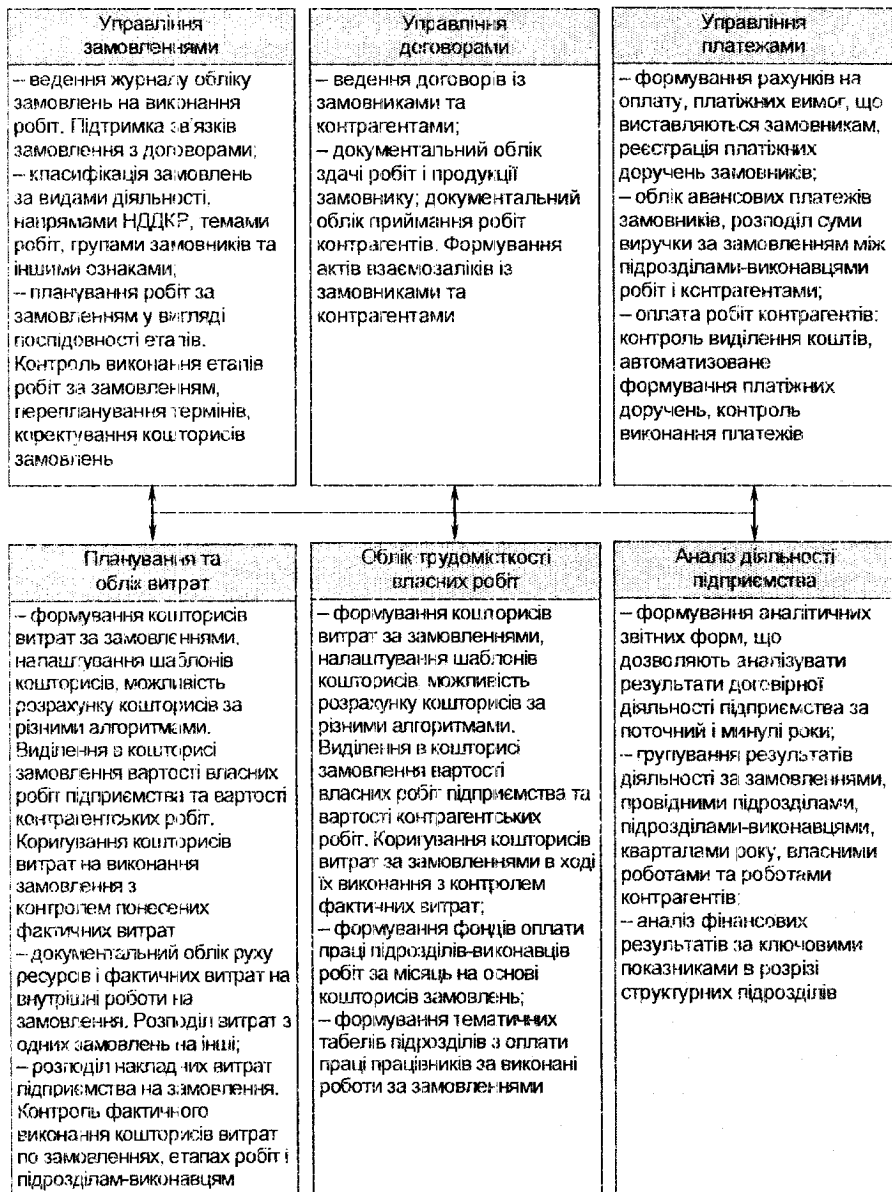 Управління
замовленнями
– ведення журналу обліку
замовлень на виконання
робіт. Підтримка зв'язків
замовлення з договорами;
– класифікація замовлень
за видами діяльності,
напрямами НДДКР, темами
робіт, групами замовників та
іншими ознаками;
– планування робіт за
замовленням у вигляді
послідовності етапів.
Контроль виконання етапів
робіт за замовленням,
перепланування термінів,
коректування кошторисів
замовлень
Управління
договорами
– ведення договорів із
замовниками та
контрагентами;
– документальний облік
здачі робіт і продукції
замовнику; документальний
облік приймання робіт
контрагентів. Формування
актів взаємозаліків із
замовниками та
контрагентами
Управління
платежами
– формування рахунків на
оплату, платіжних вимог, що
виставляються замовникам,
реєстрація платіжних
доручень замовників;
– облік авансових платежів
замовників, розподіл суми
виручки за замовленням між
підрозділами-виконавцями
робіт і контрагентами;
– оплата робіт контрагентів:
контроль виділення коштів,
автоматизоване
формування платіжних
доручень, контроль
виконання платежів
Планування та
облік витрат
– формування кошторисів
витрат за замовленнями,
налаштування шаблонів
кошторисів, можливість
розрахунку кошторисів за
різними алгоритмами.
Виділення в кошторисі
замовлення вартості власних
робіт підприємства та вартості
контрагентських робіт.
Коригування кошторисів
витрат на виконання
замовлення з
контролем понесених
фактичних витрат
– документальний облік руху
ресурсів і фактичних витрат на
внутрішні роботи на
замовлення. Розподіл витрат з
одних замовлень на інші;
– розподіл накладних витрат
підприємства на замовлення.
Контроль фактичного
виконання кошторисів витрат
по замовленнях, етапах робіт і
підрозділам-виконавцям
Облік трудомісткості
власних робіт
– формування кошторисів
витрат за замовленнями,
налаштування шаблонів
кошторисів, можливість
розрахунку кошторисів за
різними алгоритмами.
Виділення в кошторисі
замовлення вартості
власних робіт підприємства та
вартості контрагентських
робіт. Коригування кошторисів
витрат за замовленнями в ході
їх виконання з контролем
фактичних витрат;
– формування фондів оплати
праці підрозділів-виконавців
робіт за місяць на основі
кошторисів замовлень;
– формування тематичних
табелів підрозділів з оплати
праці працівників за виконані
роботи за замовленнями
Аналіз діяльності
підприємства
– формування аналітичних
звітних форм, що
дозволяють аналізувати
результати договірної
діяльності підприємства за
поточний і минулі роки;
– групування результатів
діяльності за замовленнями,
провідними підрозділами,
підрозділами-виконавцями,
кварталами року, власними
роботами та роботами
контрагентів;
– аналіз фінансових
результатів за ключовими
показниками в розрізі
структурних підрозділів